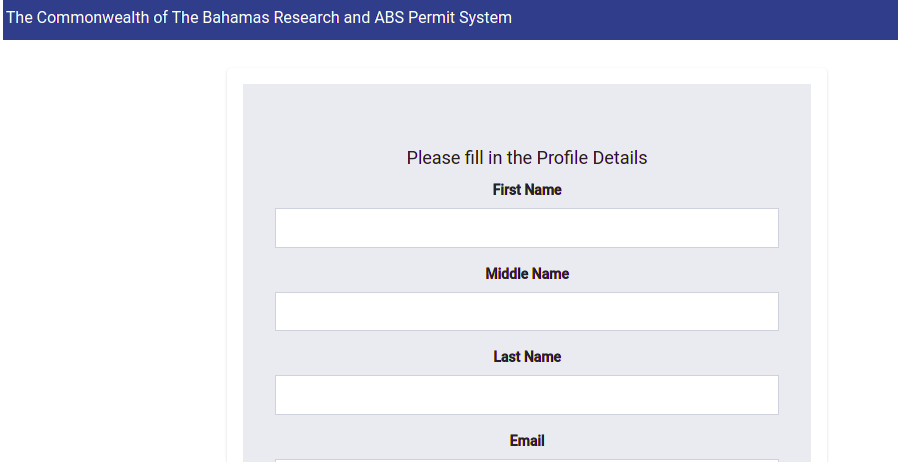 The Commonwealth of The Bahamas Research and ABS Permit System
Please fill in the Profile Details
First Name
Middle Name
Last Name
Email